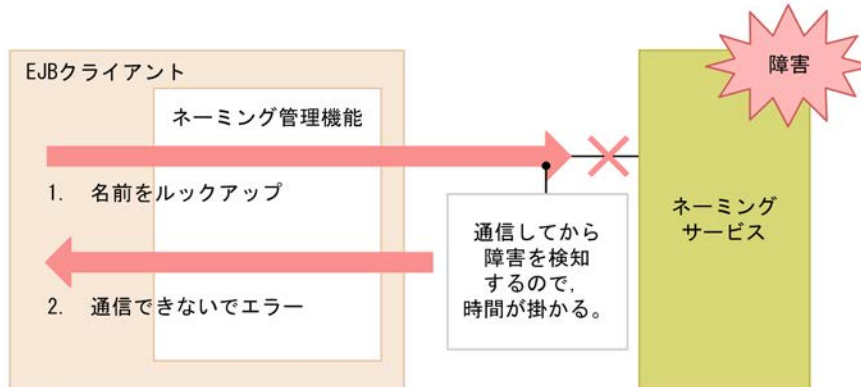 障害
EJBクライアント
ネーミング管理機能
1. 名前をルックアップ
通信してから
障害を検知
するので,
時間が掛かる。
ネーミング
サービス
2. 通信できないでエラー